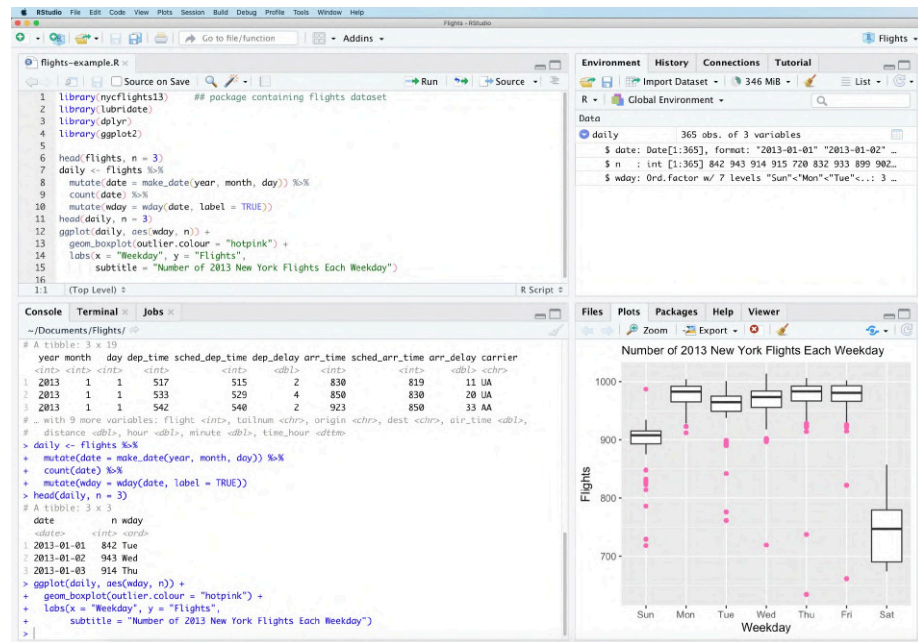 RStudio File Edit Code View Plots Session Build Debug Profile Tools Window Help
Flights - RStudio
Go to file/function
Addins
Flights
flights-example.R
Source on Save
Run
Source
1 library(nycflights13) ## package containing flights dataset
2 library(lubridate)
3 library(dplyr)
4 library(ggplot2)
5
6 head(flights, n = 3)
7 daily <- flights %>%
8 mutate(date = make_date(year, month, day)) %>%
9 count(date) %>%
10 mutate(wday = wday(date, label = TRUE))
11 head(daily, n = 3)
12 ggplot(daily, aes(wday, n)) +
13 geom_boxplot(outlier.colour = "hotpink") +
14 labs(x = "Weekday", y = "Flights",
15 subtitle = "Number of 2013 New York Flights Each Weekday")
16
1:1 (Top Level) R Script
Environment History Connections Tutorial
Import Dataset 346 MiB List
R Global Environment
Data
daily 365 obs. of 3 variables
$ date: Date[1:365], format: "2013-01-01" "2013-01-02" …
$ n : int [1:365] 842 943 914 915 720 832 933 899 902…
$ wday: Ord.factor w/ 7 levels "Sun"<"Mon"<"Tue"<..: 3 …
Console Terminal Jobs
~/Documents/Flights/
# A tibble: 3 x 19
year month day dep_time sched_dep_time dep_delay arr_time sched_arr_time arr_delay carrier
<int> <int> <int> <int> <int> <dbl> <int> <int> <dbl> <chr>
1 2013 1 1 517 515 2 830 819 11 UA
2 2013 1 1 533 529 4 850 830 20 UA
3 2013 1 1 542 540 2 923 850 33 AA
# … with 9 more variables: flight <int>, tailnum <chr>, origin <chr>, dest <chr>, air_time <dbl>,
# distance <dbl>, hour <dbl>, minute <dbl>, time_hour <dttm>
> daily <- flights %>%
+ mutate(date = make_date(year, month, day)) %>%
+ count(date) %>%
+ mutate(wday = wday(date, label = TRUE))
> head(daily, n = 3)
# A tibble: 3 x 3
date n wday
<date> <int> <ord>
1 2013-01-01 842 Tue
2 2013-01-02 943 Wed
3 2013-01-03 914 Thu
> ggplot(daily, aes(wday, n)) +
+ geom_boxplot(outlier.colour = "hotpink") +
+ labs(x = "Weekday", y = "Flights",
+ subtitle = "Number of 2013 New York Flights Each Weekday")
>
Files Plots Packages Help Viewer
Zoom Export
Number of 2013 New York Flights Each Weekday
1000
900
800
700
Flights
Sun Mon Tue Wed Thu Fri Sat
Weekday